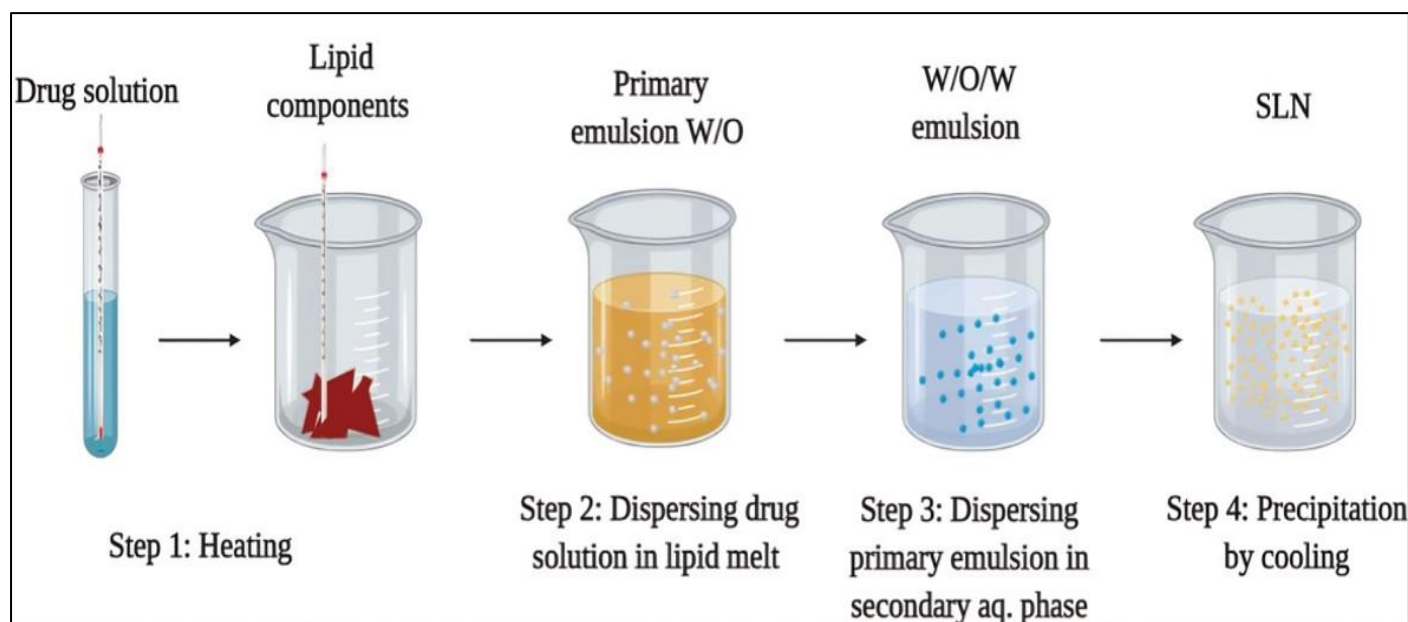 Drug solution
Lipid
components
Primary
emulsion W/O
W/O/W
emulsion
SLN
Step 1: Heating
Step 2: Dispersing drug
solution in lipid melt
Step 3: Dispersing
primary emulsion in
secondary aq. phase
Step 4: Precipitation
by cooling